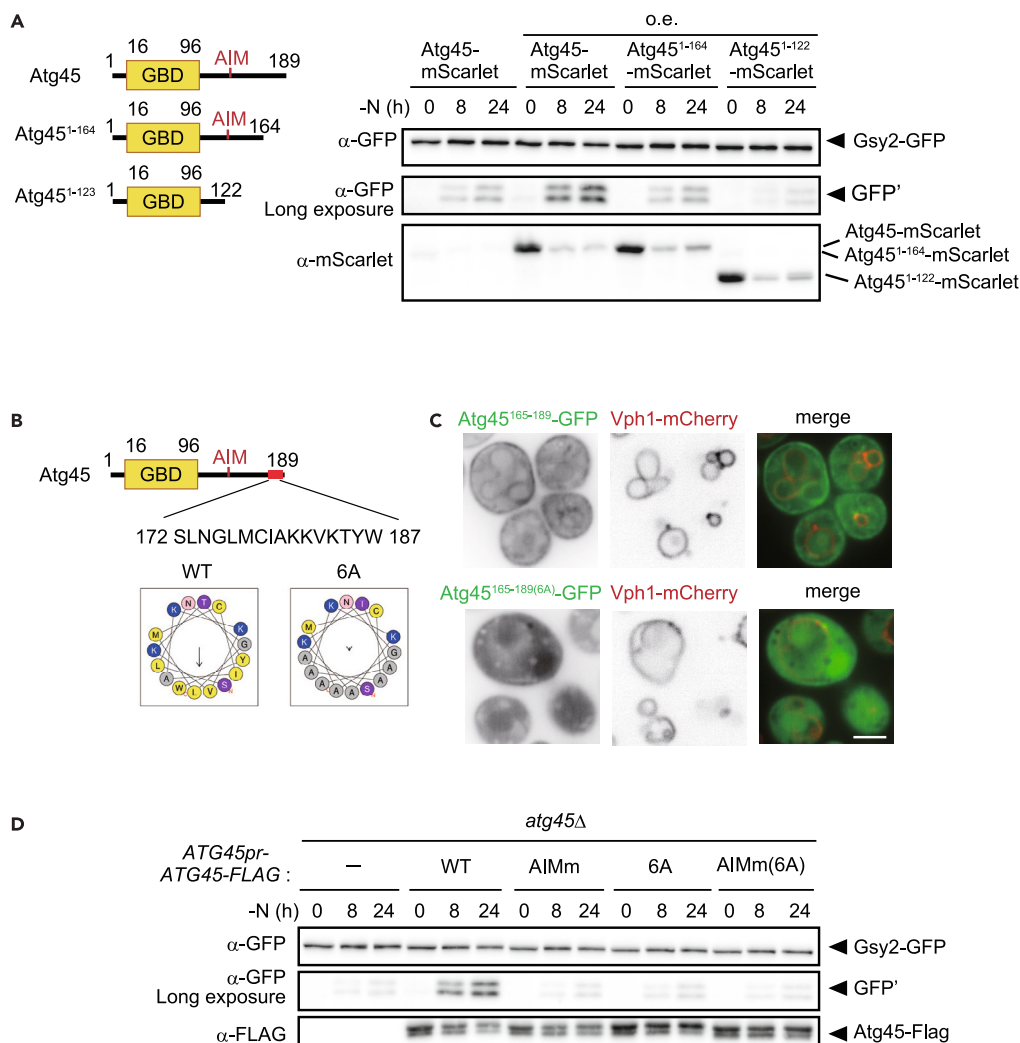 A
1 16 96 AIM 189
Atg45 GBD
1 16 96 AIM 164
Atg45¹⁻¹⁶⁴ GBD
1 16 96 122
Atg45¹⁻¹²³ GBD
o.e.
Atg45-mScarlet Atg45-mScarlet Atg45¹⁻¹⁶⁴-mScarlet Atg45¹⁻¹²²-mScarlet
-N (h) 0 8 24 0 8 24 0 8 24 0 8 24
α-GFP Gsy2-GFP
α-GFP Long exposure GFP'
α-mScarlet
Atg45-mScarlet
Atg45¹⁻¹⁶⁴-mScarlet
Atg45¹⁻¹²²-mScarlet
B
1 16 96 AIM 189
Atg45 GBD
172 SLNGLMCIAKKVKTYW 187
WT 6A
K N T C K G Y I S V I W A L K M
K N I C K G A A S A A A A A K M
C
Atg45¹⁶⁵⁻¹⁸⁹-GFP Vph1-mCherry merge
Atg45¹⁶⁵⁻¹⁸⁹⁽⁶ᴬ⁾-GFP Vph1-mCherry merge
D
atg45Δ
ATG45pr-
ATG45-FLAG : – WT AIMm 6A AIMm(6A)
-N (h) 0 8 24 0 8 24 0 8 24 0 8 24 0 8 24
α-GFP Gsy2-GFP
α-GFP Long exposure GFP'
α-FLAG Atg45-Flag